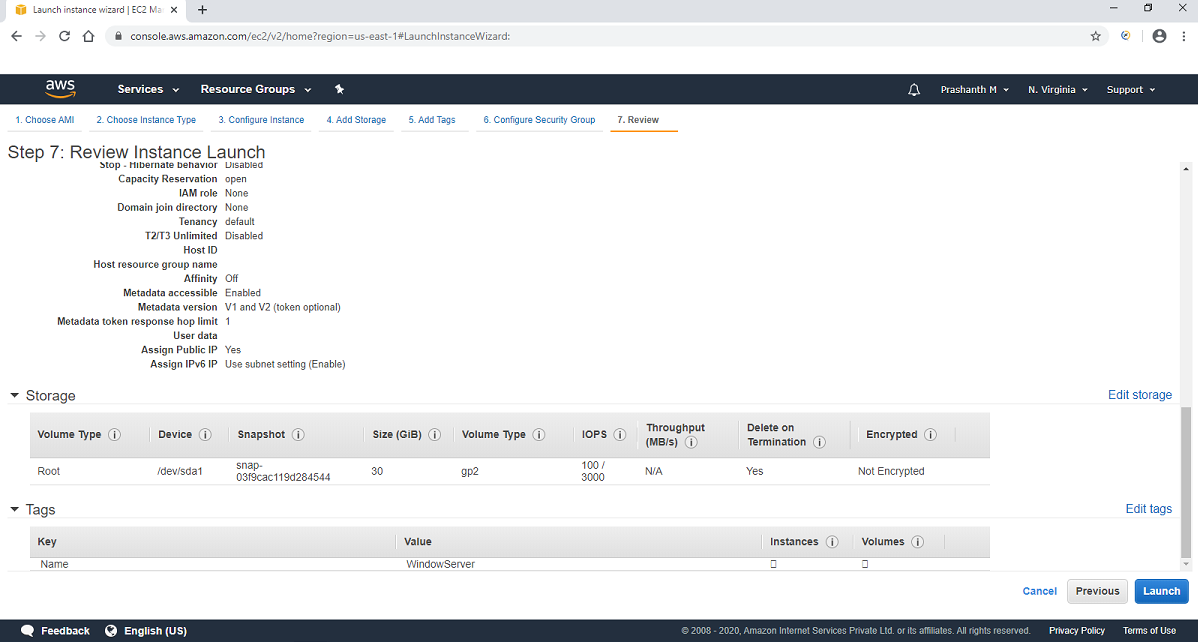 Launch instance wizard | EC2 Ma
console.aws.amazon.com/ec2/v2/home?region=us-east-1#LaunchInstanceWizard:
aws Services Resource Groups Prashanth M N. Virginia Support
1. Choose AMI 2. Choose Instance Type 3. Configure Instance 4. Add Storage 5. Add Tags 6. Configure Security Group 7. Review
Step 7: Review Instance Launch
Stop - Hibernate behavior Disabled
Capacity Reservation open
IAM role None
Domain join directory None
Tenancy default
T2/T3 Unlimited Disabled
Host ID
Host resource group name
Affinity Off
Metadata accessible Enabled
Metadata version V1 and V2 (token optional)
Metadata token response hop limit 1
User data
Assign Public IP Yes
Assign IPv6 IP Use subnet setting (Enable)
Storage Edit storage
Volume Type Device Snapshot Size (GiB) Volume Type IOPS Throughput (MB/s) Delete on Termination Encrypted
Root /dev/sda1 snap-03f9cac119d284544 30 gp2 100 / 3000 N/A Yes Not Encrypted
Tags Edit tags
Key Value Instances Volumes
Name WindowServer
Cancel Previous Launch
Feedback English (US) © 2008 - 2020, Amazon Internet Services Private Ltd. or its affiliates. All rights reserved. Privacy Policy Terms of Use